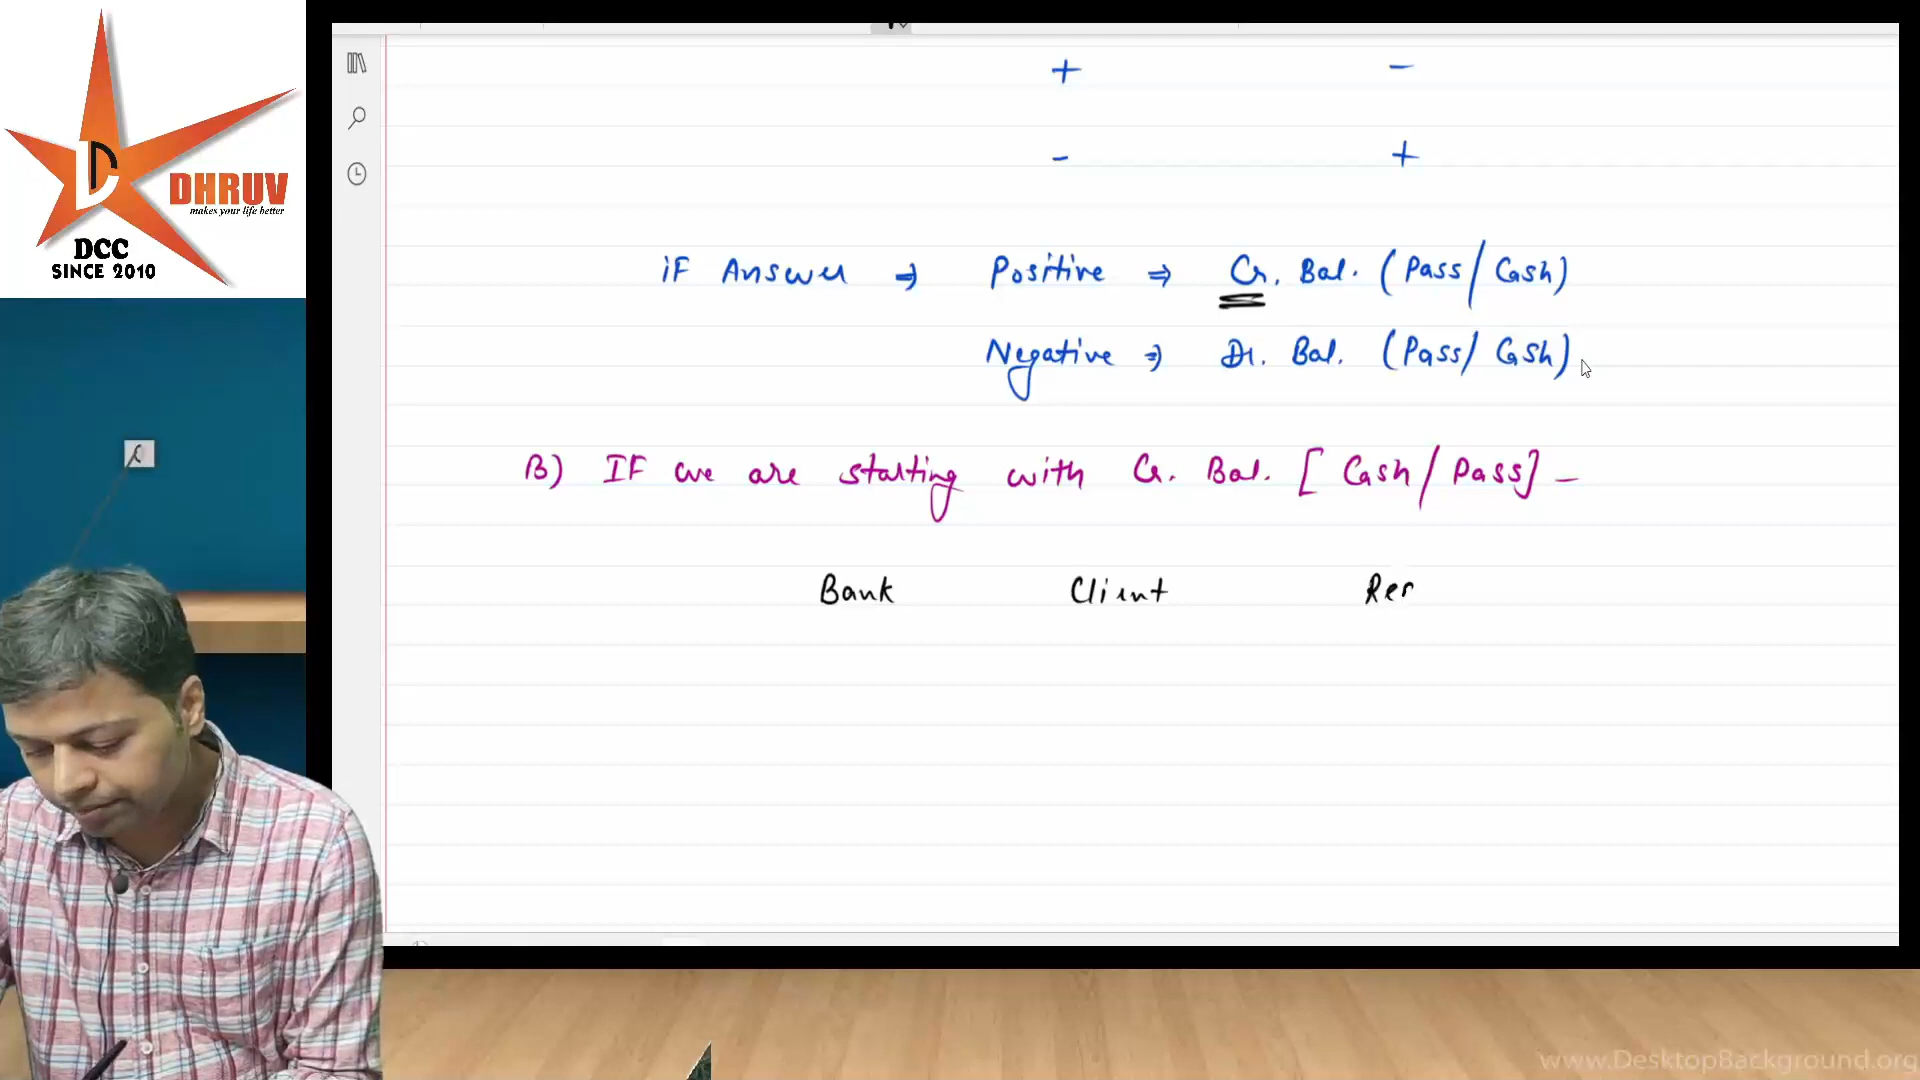 DHRUV
makes your life better
DCC
SINCE 2010
+ -
- +
iF Answer ⇒ Positive ⇒ Cr. Bal. (Pass/Cash)
Negative ⇒ Dr. Bal. (Pass/Cash)
B) IF we are starting with Cr. Bal. [Cash/Pass] -
Bank Client Rer
www.DesktopBackground.org